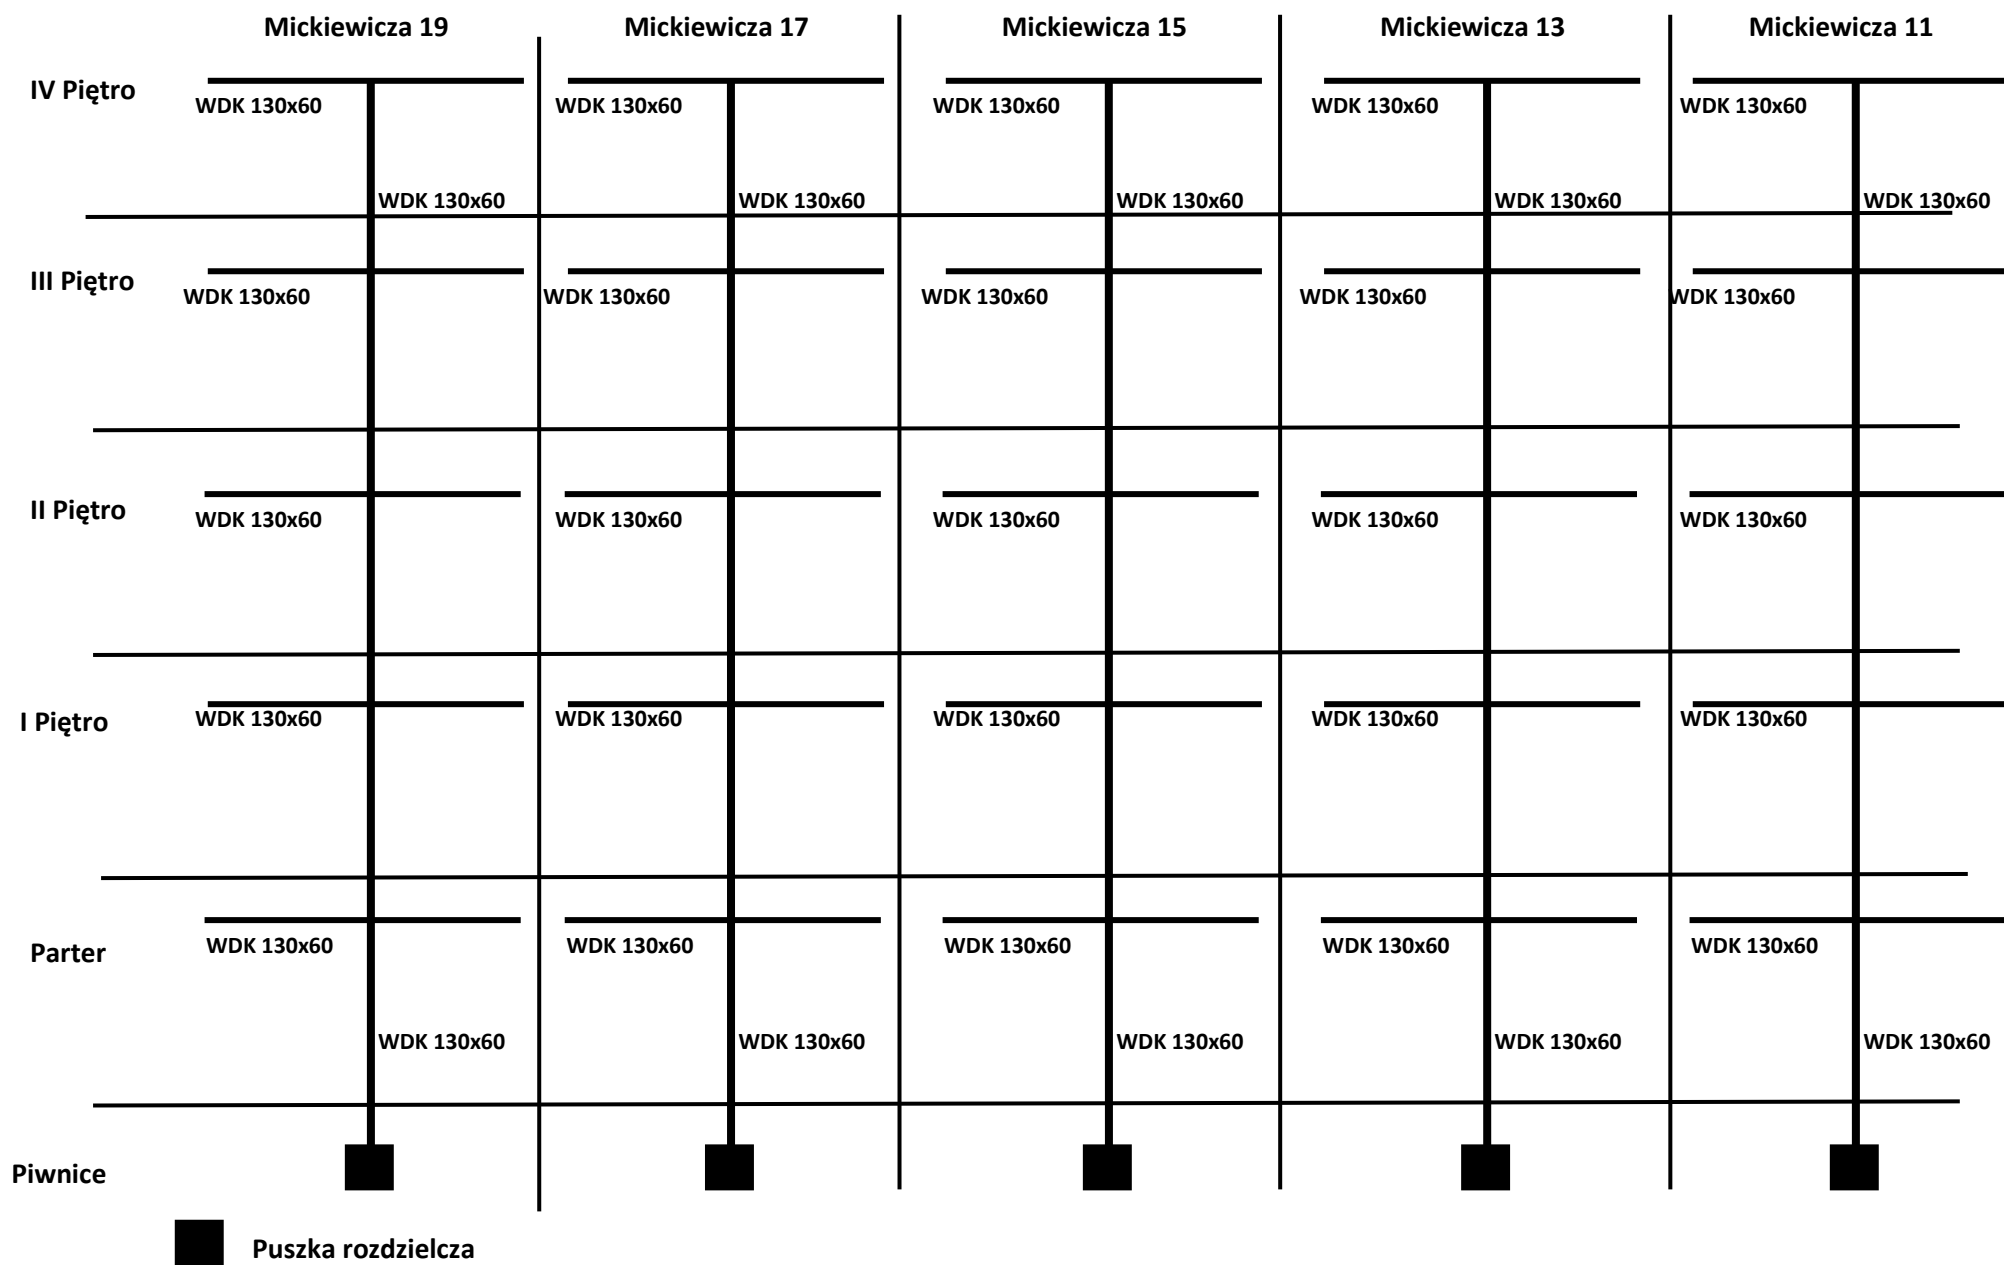 Mickiewicza 19 Mickiewicza 17 Mickiewicza 15 Mickiewicza 13 Mickiewicza 11
IV Piętro
WDK 130x60 WDK 130x60 WDK 130x60 WDK 130x60 WDK 130x60
WDK 130x60 WDK 130x60 WDK 130x60 WDK 130x60 WDK 130x60
III Piętro
WDK 130x60 WDK 130x60 WDK 130x60 WDK 130x60 WDK 130x60
II Piętro
WDK 130x60 WDK 130x60 WDK 130x60 WDK 130x60 WDK 130x60
I Piętro
WDK 130x60 WDK 130x60 WDK 130x60 WDK 130x60 WDK 130x60
Parter
WDK 130x60 WDK 130x60 WDK 130x60 WDK 130x60 WDK 130x60
WDK 130x60 WDK 130x60 WDK 130x60 WDK 130x60 WDK 130x60
Piwnice
Puszka rozdzielcza